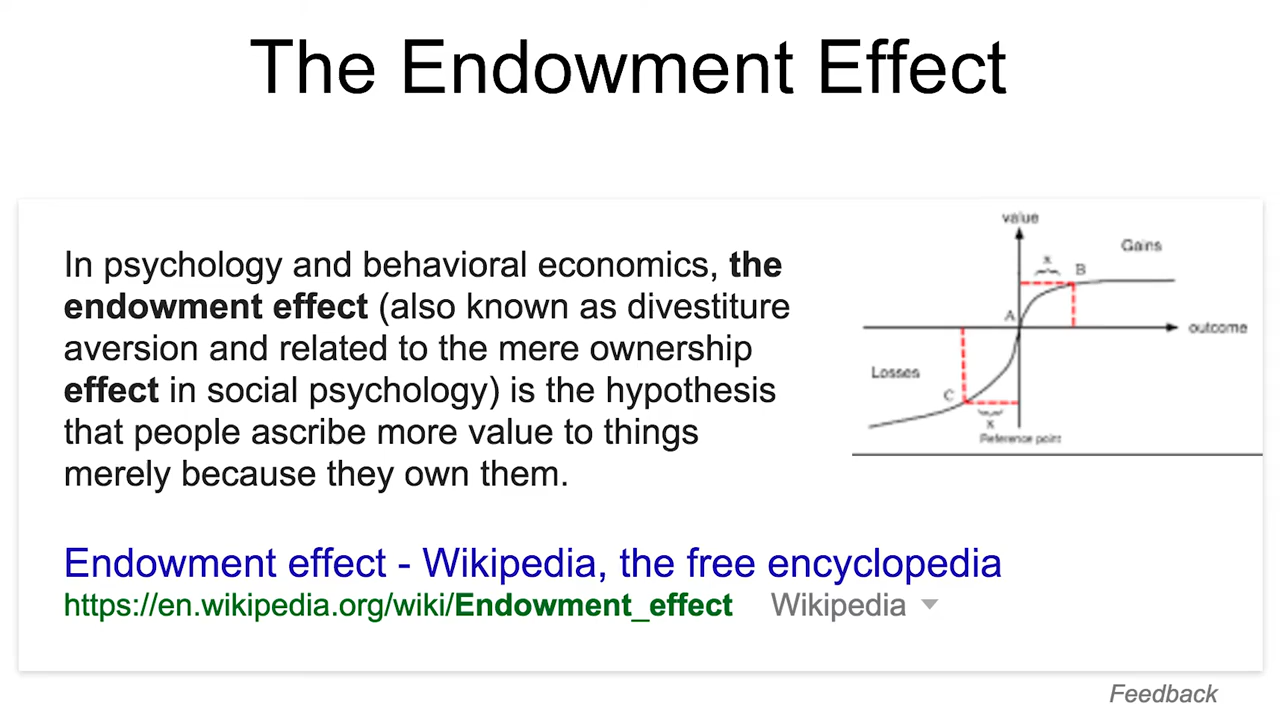 The Endowment Effect
In psychology and behavioral economics, the
endowment effect (also known as divestiture
aversion and related to the mere ownership
effect in social psychology) is the hypothesis
that people ascribe more value to things
merely because they own them.
value
Gains
x
B
A
outcome
Losses
C
x
Reference point
Endowment effect - Wikipedia, the free encyclopedia
https://en.wikipedia.org/wiki/Endowment_effect Wikipedia
Feedback